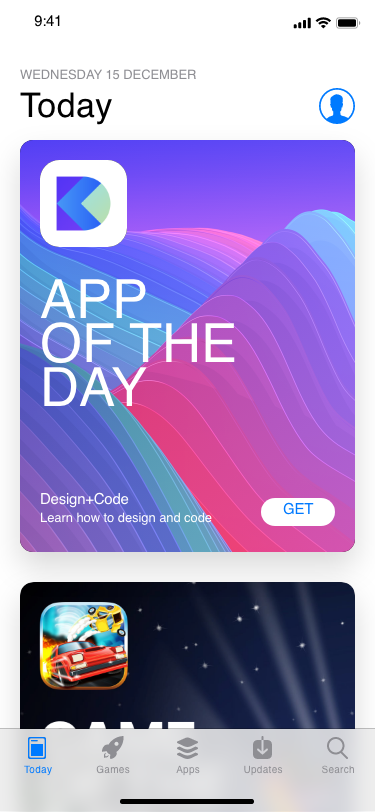 9:41
WEDNESDAY 15 DECEMBER
Today
APP
OF THE
DAY
Design+Code
Learn how to design and code
GET
GAME
Today
Games
Apps
Updates
Search